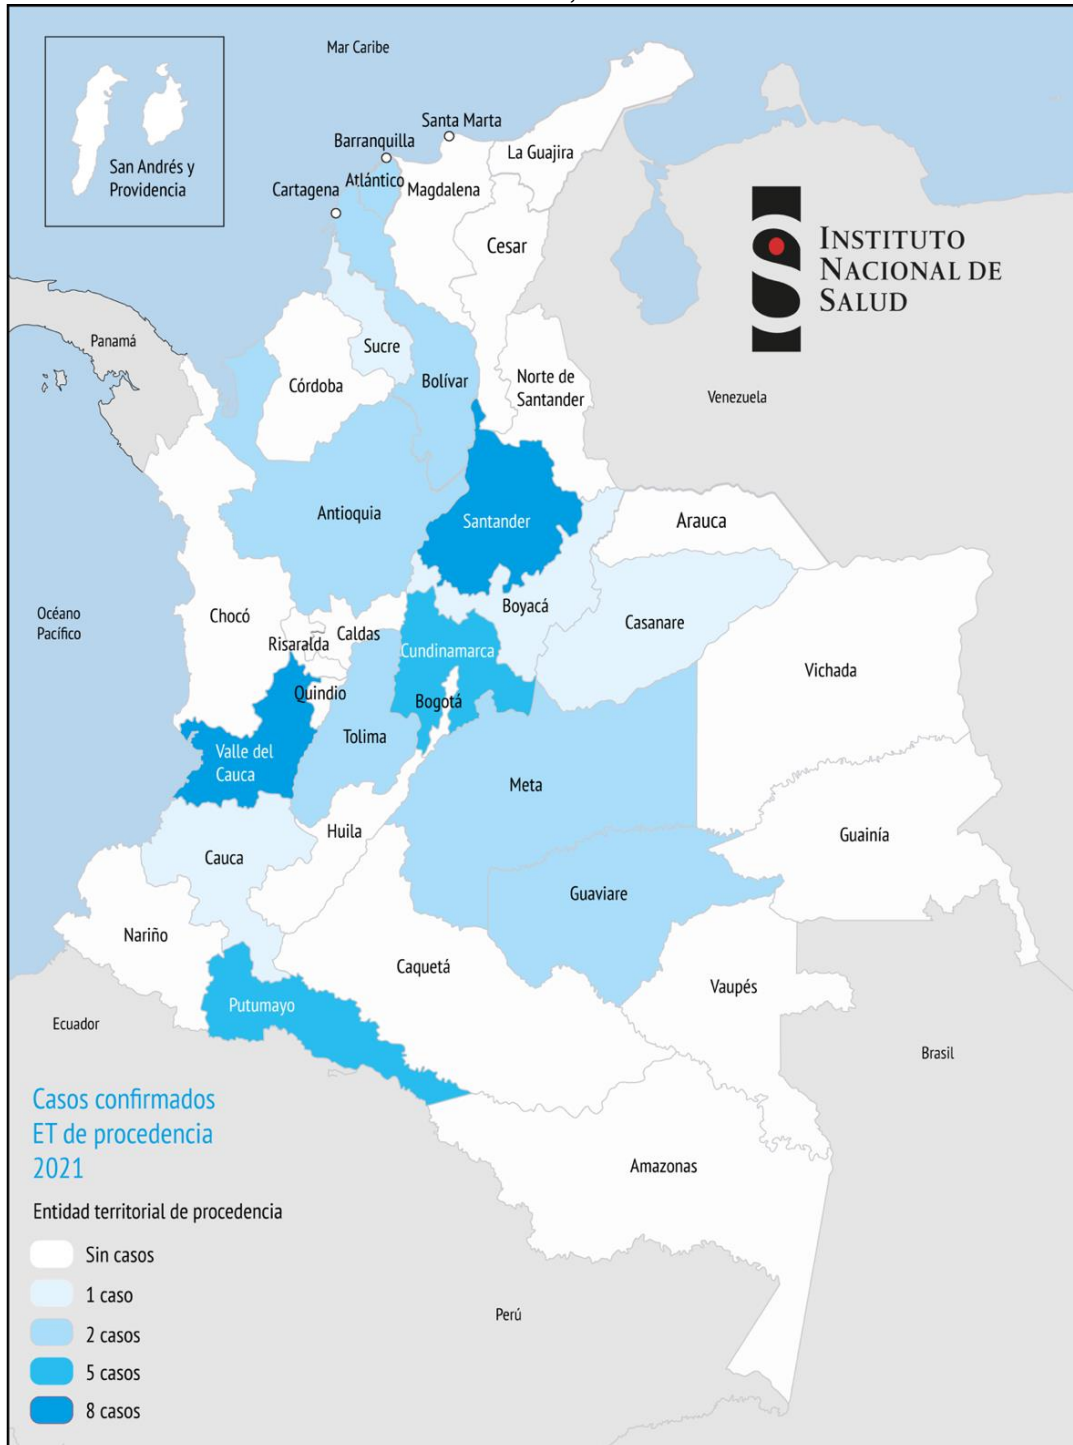 Mar Caribe
Santa Marta
Barranquilla
La Guajira
San Andrés y
Providencia
Atlántico
Cartagena
Magdalena
Cesar
INSTITUTO
NACIONAL DE
SALUD
Panamá
Sucre
Córdoba
Bolívar
Norte de
Santander
Venezuela
Antioquia
Santander
Arauca
Océano
Pacífico
Chocó
Boyacá
Casanare
Risaralda
Caldas
Cundinamarca
Vichada
Quindio
Bogotá
Tolima
Valle del
Cauca
Meta
Huila
Guainía
Cauca
Guaviare
Nariño
Caquetá
Vaupés
Putumayo
Ecuador
Brasil
Casos confirmados
ET de procedencia
2021
Amazonas
Entidad territorial de procedencia
Sin casos
1 caso
2 casos
5 casos
8 casos
Perú